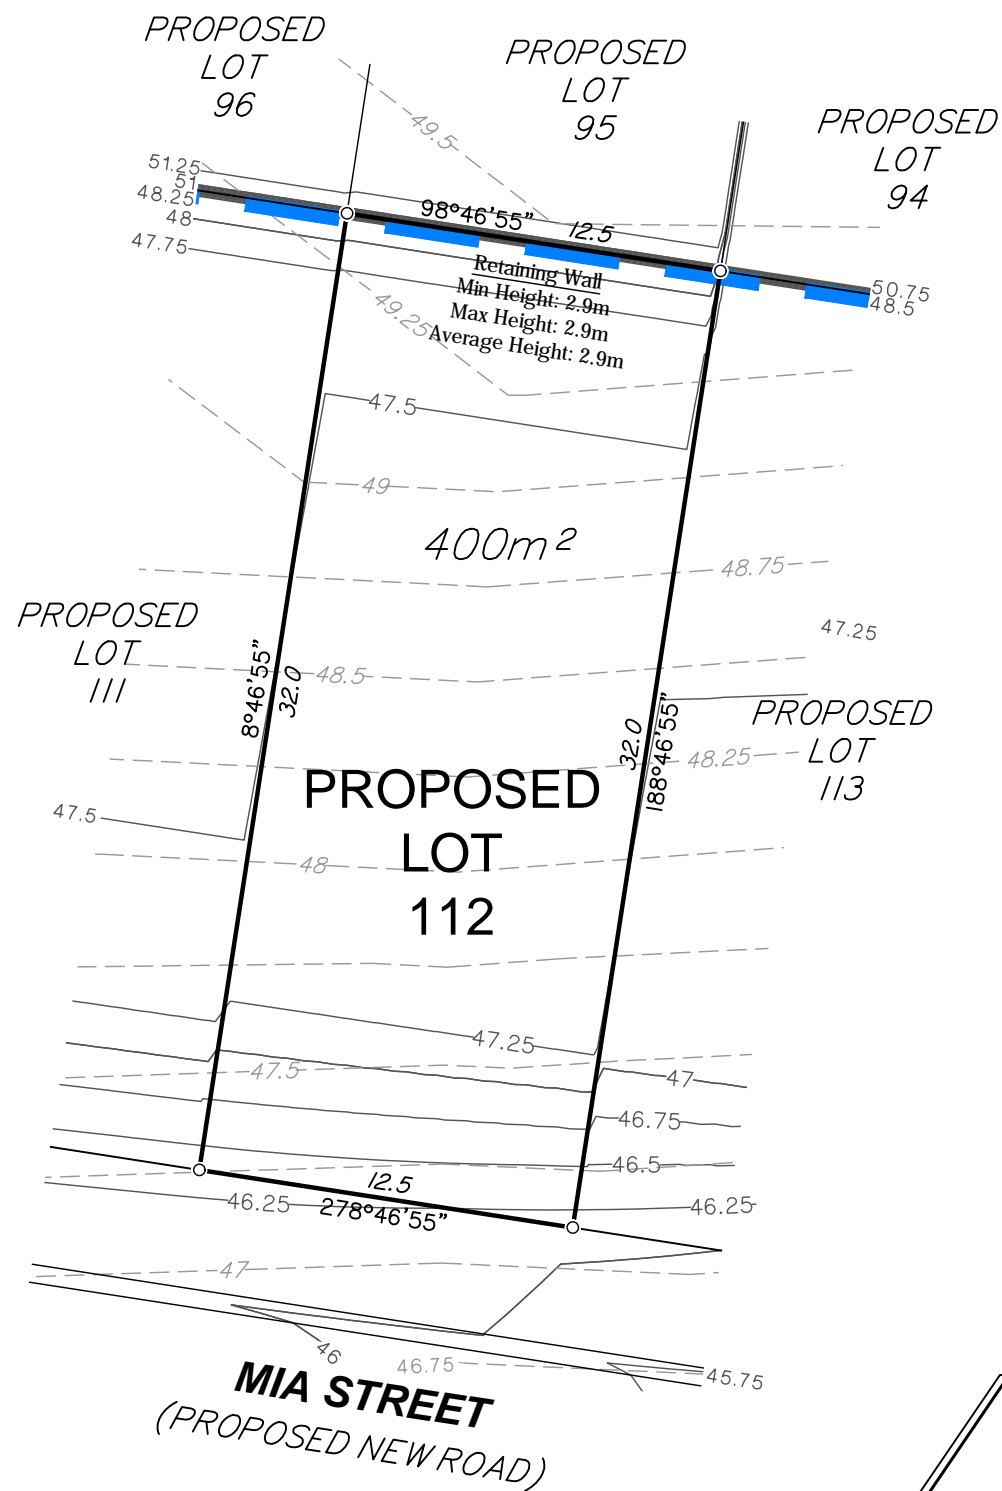 PROPOSED
LOT
96
PROPOSED
LOT
95
PROPOSED
LOT
94
49.5
51.25
51
48.25
48
47.75
98°46'55"
12.5
Retaining Wall
Min Height: 2.9m
Max Height: 2.9m
Average Height: 2.9m
50.75
48.5
49.25
47.5
49
400m²
48.75
47.25
PROPOSED
LOT
111
8°46'55"
32.0
48.5
32.0
188°46'55"
48.25
PROPOSED
LOT
113
PROPOSED
LOT
112
47.5
48
47.25
47.5
47
46.75
46.5
46.25
12.5
278°46'55"
46.25
47
46
46.75
45.75
MIA STREET
(PROPOSED NEW ROAD)